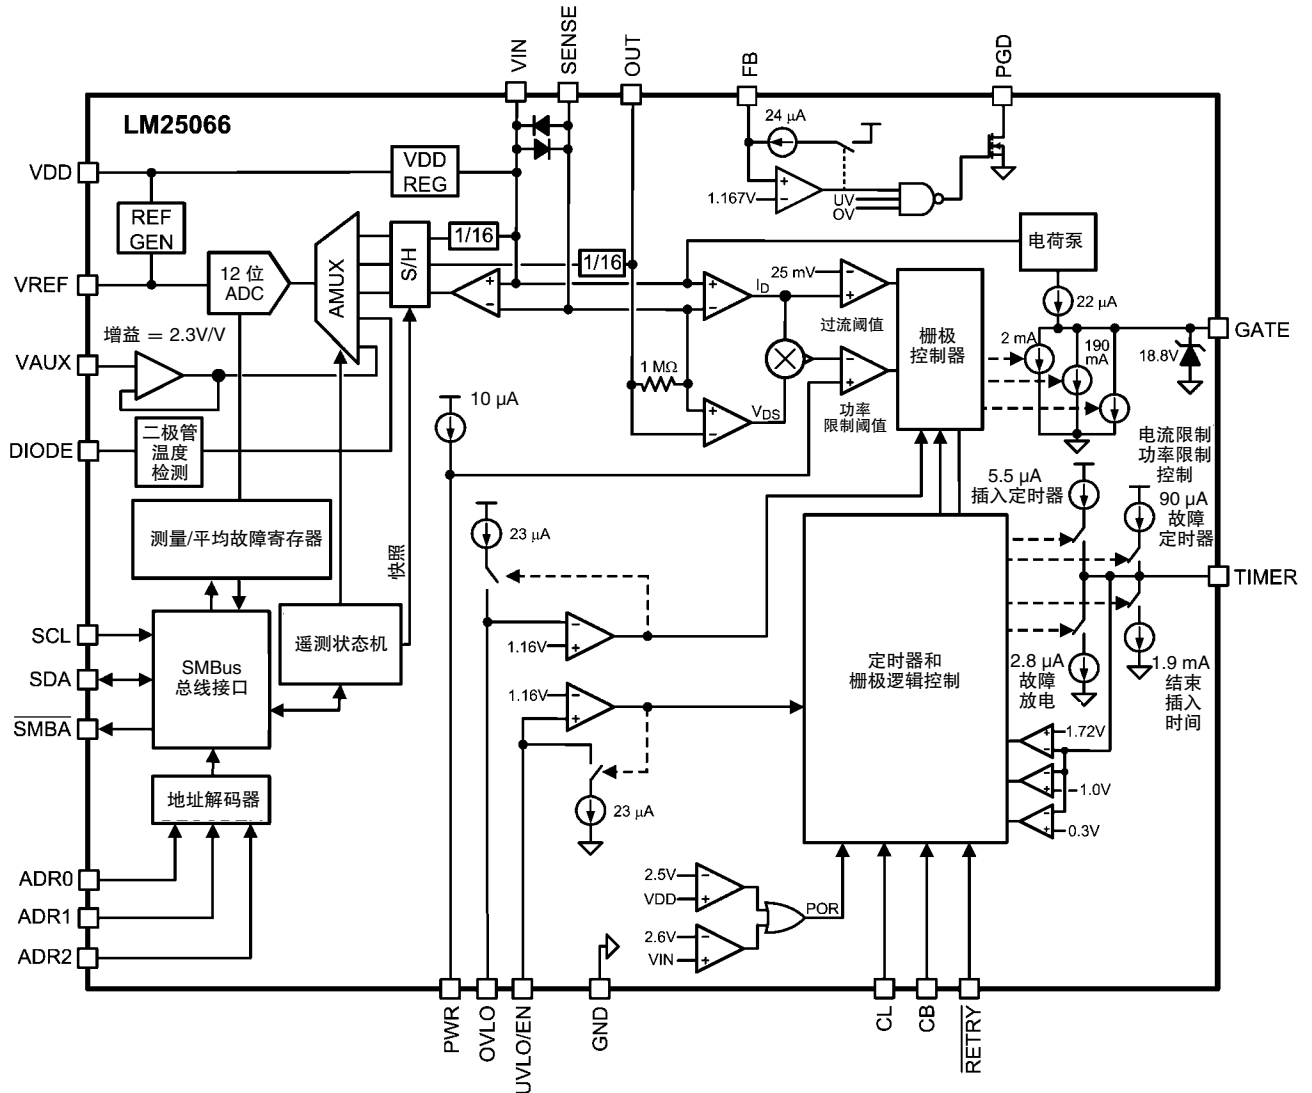 VIN
SENSE
OUT
FB
PGD
LM25066
24 µA
VDD
VDD
REG
1.167V
+
−
UV
OV
REF
GEN
1/16
1/16
S/H
AMUX
电荷泵
VREF
12 位
ADC
+
−
+
−
I_D
25 mV
−
+
22 µA
过流阈值
栅极
控制器
GATE
增益 = 2.3V/V
2 mA
190
mA
18.8V
VAUX
+
−
1 MΩ
−
+
10 µA
+
−
V_DS
功率
限制阈值
DIODE
二极管
温度
检测
电流限制
功率限制
控制
5.5 µA
插入定时器
90 µA
故障
定时器
测量/平均故障寄存器
23 µA
快照
TIMER
SCL
遥测状态机
−
1.16V
+
SDA
SMBus
总线接口
定时器和
栅极逻辑控制
2.8 µA
故障
放电
1.9 mA
结束
插入
时间
1.16V
−
+
SMBA
+
1.72V
−
−
+
1.0V
地址解码器
23 µA
−
+
0.3V
ADR0
2.5V
−
VDD
+
POR
ADR1
2.6V
−
VIN
+
ADR2
PWR
OVLO
UVLO/EN
GND
CL
CB
RETRY